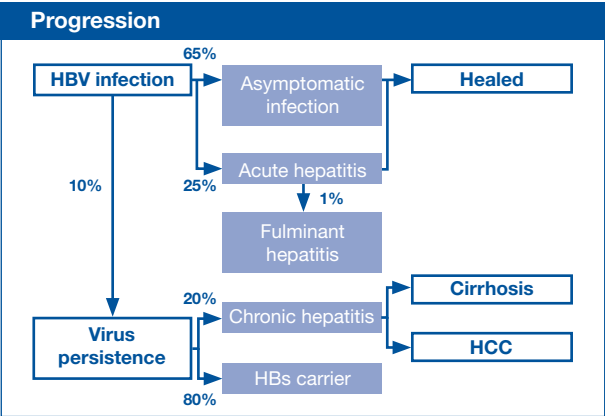 Progression
65%
HBV infection
Asymptomatic
infection
Healed
10%
25%
Acute hepatitis
1%
Fulminant
hepatitis
20%
Chronic hepatitis
Cirrhosis
Virus
persistence
HCC
HBs carrier
80%